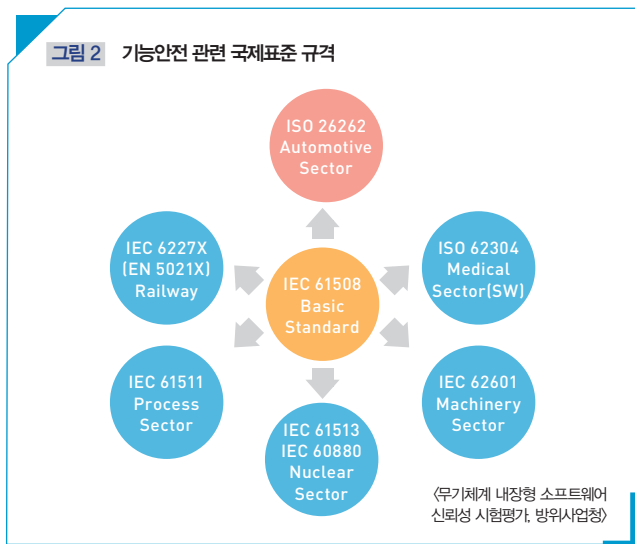 그림 2 기능안전 관련 국제표준 규격
ISO 26262
Automotive
Sector
IEC 6227X
(EN 5021X)
Railway
IEC 61508
Basic
Standard
ISO 62304
Medical
Sector(SW)
IEC 61511
Process
Sector
IEC 61513
IEC 60880
Nuclear
Sector
IEC 62601
Machinery
Sector
〈무기체계 내장형 소프트웨어
신뢰성 시험평가, 방위사업청〉